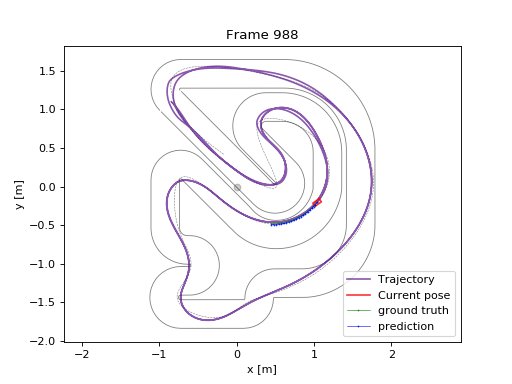 Frame 988
1.5
1.0
0.5
0.0
−0.5
−1.0
−1.5
−2.0
y [m]
−2
−1
0
1
2
x [m]
Trajectory
Current pose
ground truth
prediction